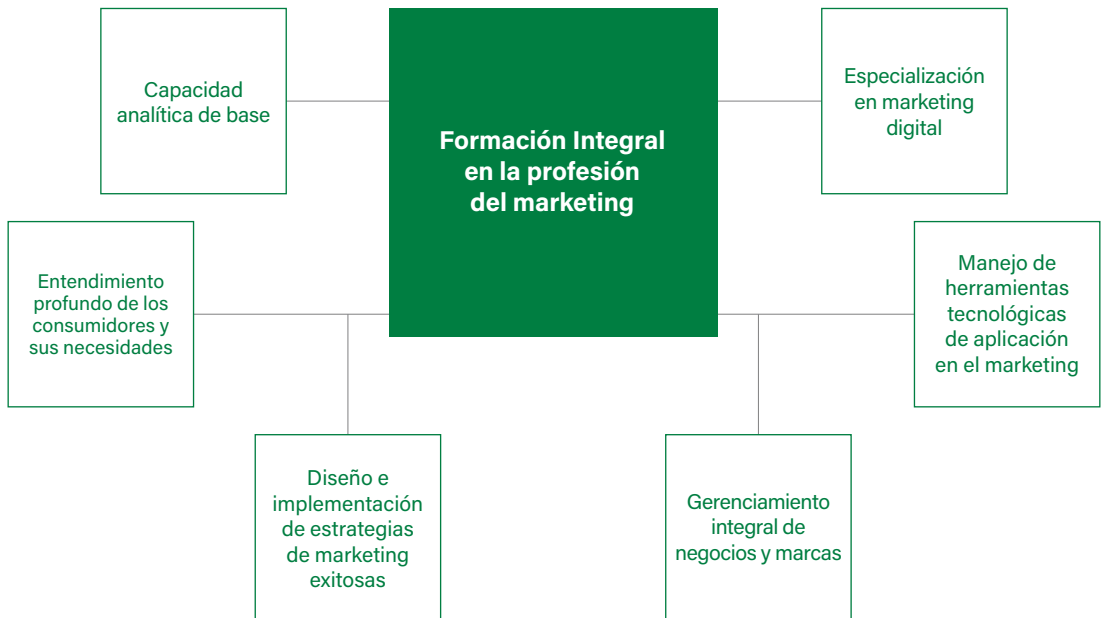 Capacidad
analítica de base
Formación Integral
en la profesión
del marketing
Especialización
en marketing
digital
Entendimiento
profundo de los
consumidores y
sus necesidades
Manejo de
herramientas
tecnológicas
de aplicación
en el marketing
Diseño e
implementación
de estrategias
de marketing
exitosas
Gerenciamiento
integral de
negocios y marcas